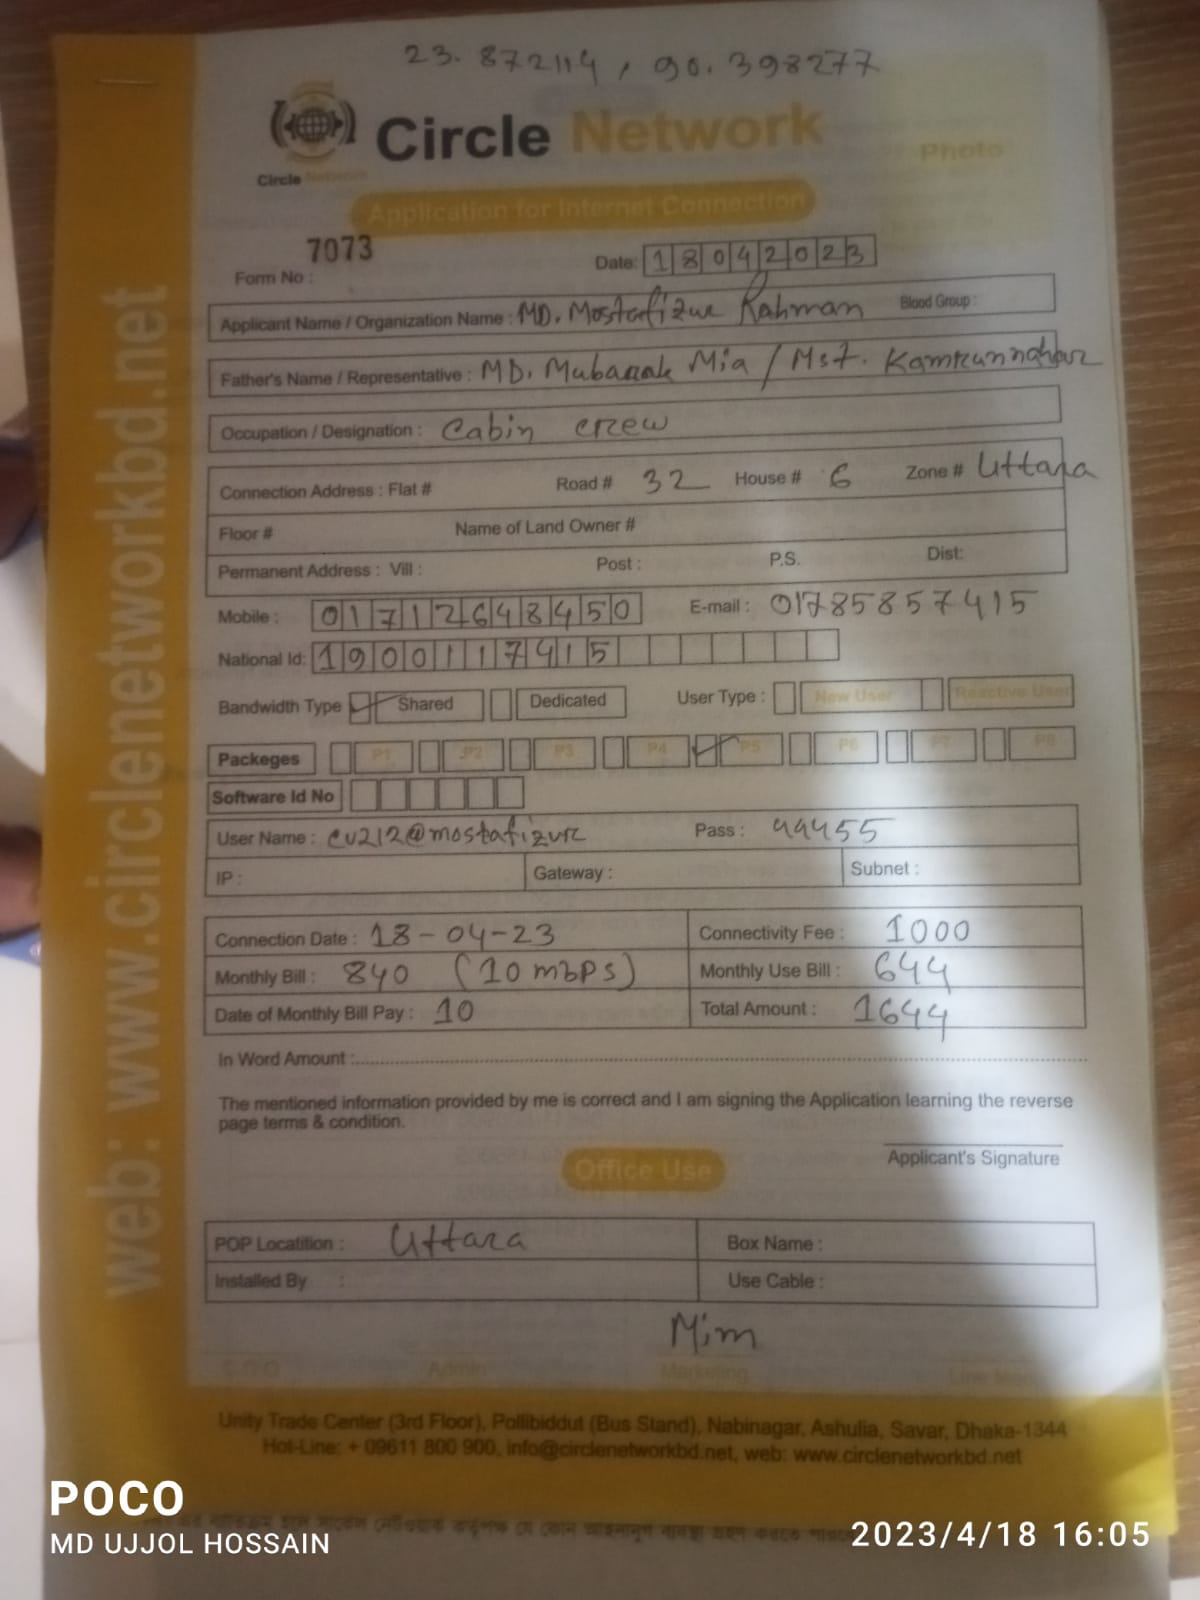 23.872114, 90.398277
Circle Network
Circle Network
Photo
Application for Internet Connection
7073
Form No :
Date: 18042023
Applicant Name / Organization Name : MD. Mostafizur Rahman Blood Group :
Father's Name / Representative : MD. Mubarak Mia / Mst. Kamrunnahar
Occupation / Designation : Cabin crew
Connection Address : Flat # Road # 32 House # 6 Zone # Uttara
Floor # Name of Land Owner #
Permanent Address : Vill : Post : P.S. Dist:
Mobile : 01712648450 E-mail : 01785857415
National Id: 1900117415
Bandwidth Type Shared Dedicated User Type : New User Reactive User
Packeges P1 P2 P3 P4 P5 P6 P7 P8
Software Id No
User Name : cu212@mostafizur Pass : 44455
IP : Gateway : Subnet :
Connection Date : 18-04-23 Connectivity Fee : 1000
Monthly Bill : 840 (10 mbps) Monthly Use Bill : 644
Date of Monthly Bill Pay : 10 Total Amount : 1644
In Word Amount :
The mentioned information provided by me is correct and I am signing the Application learning the reverse
page terms & condition.
Applicant's Signature
Office Use
POP Locatition : Uttara Box Name :
Installed By : Use Cable :
Mim
Admin Marketing
Unity Trade Center (3rd Floor), Pollibiddut (Bus Stand), Nabinagar, Ashulia, Savar, Dhaka-1344
Hot-Line: + 09611 800 900, info@circlenetworkbd.net, web: www.circlenetworkbd.net
web: www.circlenetworkbd.net
POCO
MD UJJOL HOSSAIN
2023/4/18 16:05